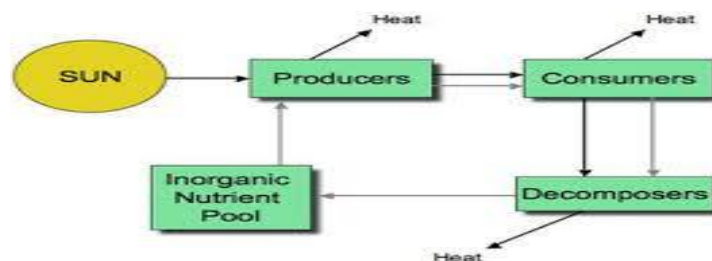 Heat
Heat
SUN
Producers
Consumers
Inorganic
Nutrient
Pool
Decomposers
Heat